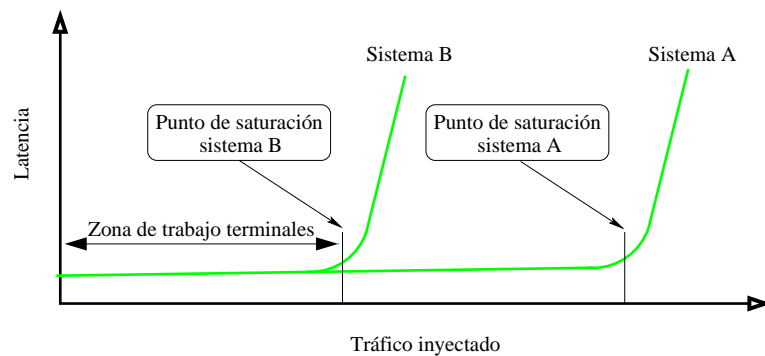 Sistema B
Sistema A
Punto de saturación
sistema B
Punto de saturación
sistema A
Latencia
Zona de trabajo terminales
Tráfico inyectado